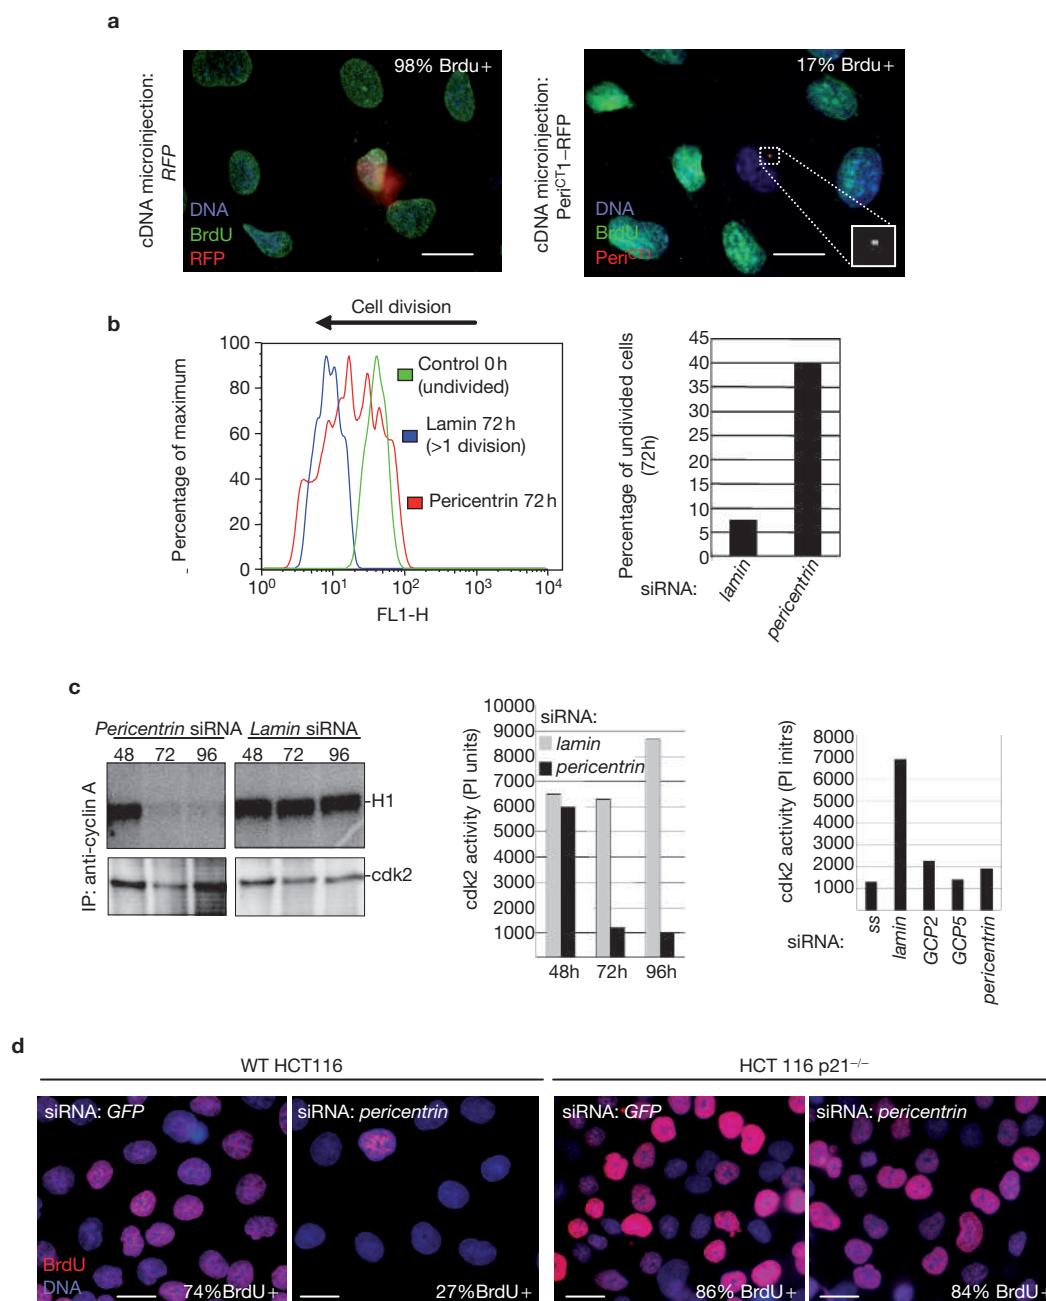 a
cDNA microinjection:
RFP
98% Brdu+
DNA
BrdU
RFP
cDNA microinjection:
Peri^CT1–RFP
17% Brdu+
DNA
BrdU
Peri^CT1
b
Cell division
Percentage of maximum
100
80
60
40
20
0
10^0 10^1 10^2 10^3 10^4
FL1-H
Control 0 h
(undivided)
Lamin 72 h
(>1 division)
Pericentrin 72 h
Percentage of undivided cells
(72h)
45
40
35
30
25
20
15
10
5
0
siRNA:
lamin
pericentrin
c
Pericentrin siRNA Lamin siRNA
48 72 96 48 72 96
IP: anti-cyclin A
H1
cdk2
cdk2 activity (PI units)
10000
9000
8000
7000
6000
5000
4000
3000
2000
1000
siRNA:
lamin
pericentrin
48h 72h 96h
cdk2 activity (PI initrs)
8000
7000
6000
5000
4000
3000
2000
1000
siRNA:
ss
lamin
GCP2
GCP5
pericentrin
d
WT HCT116
HCT 116 p21^–/–
siRNA: GFP
BrdU
DNA
74%BrdU+
siRNA: pericentrin
27%BrdU+
siRNA: GFP
86% BrdU+
siRNA: pericentrin
84% BrdU+